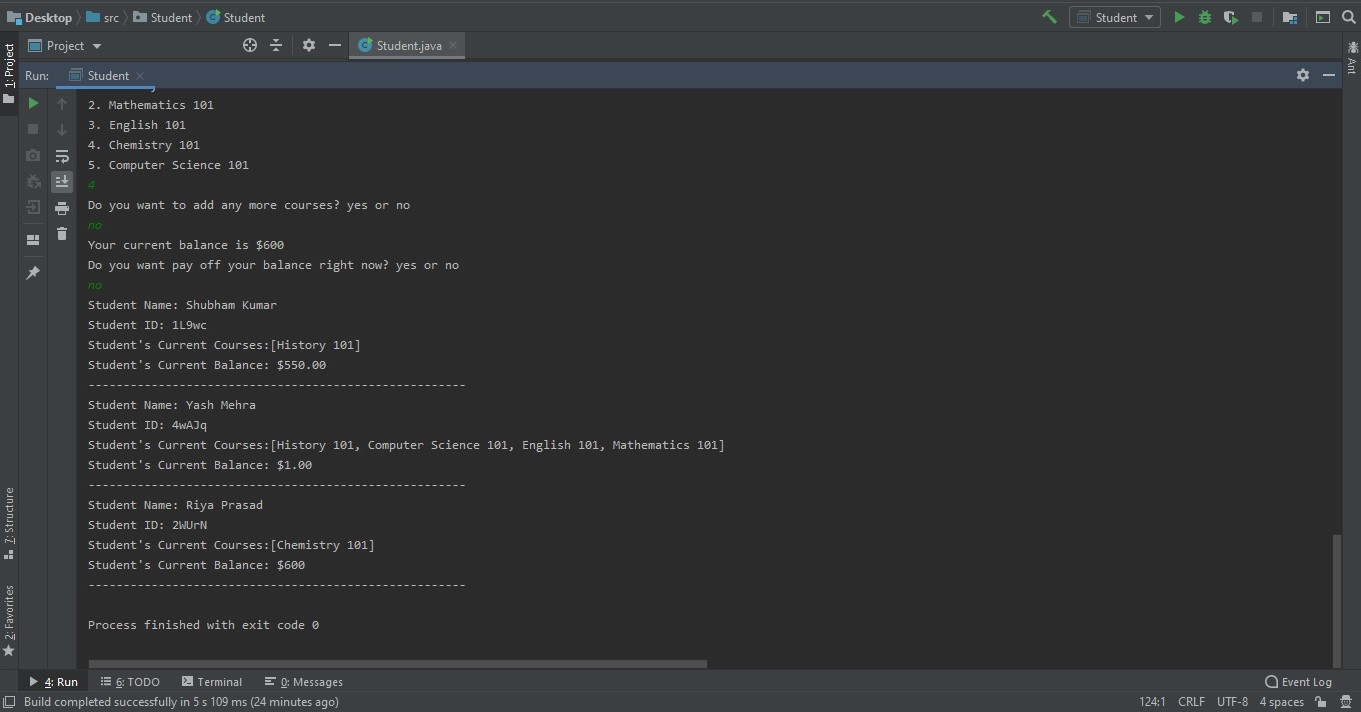 Desktop src Student Student
Student
Project
Student.java
1: Project
Ant
Run: Student
2. Mathematics 101
3. English 101
4. Chemistry 101
5. Computer Science 101
4
Do you want to add any more courses? yes or no
no
Your current balance is $600
Do you want pay off your balance right now? yes or no
no
Student Name: Shubham Kumar
Student ID: 1L9wc
Student's Current Courses:[History 101]
Student's Current Balance: $550.00
------------------------------------------------------
Student Name: Yash Mehra
Student ID: 4wAJq
Student's Current Courses:[History 101, Computer Science 101, English 101, Mathematics 101]
Student's Current Balance: $1.00
------------------------------------------------------
Student Name: Riya Prasad
Student ID: 2WUrN
Student's Current Courses:[Chemistry 101]
Student's Current Balance: $600
------------------------------------------------------
Process finished with exit code 0
7: Structure
2: Favorites
4: Run 6: TODO Terminal 0: Messages Event Log
Build completed successfully in 5 s 109 ms (24 minutes ago) 124:1 CRLF UTF-8 4 spaces